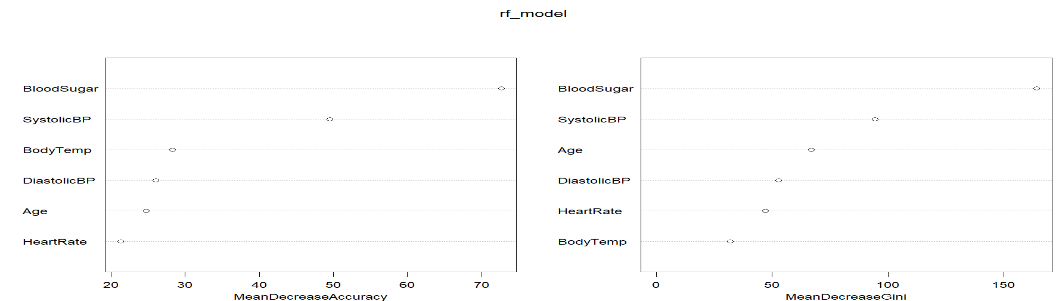 rf_model
BloodSugar
SystolicBP
BodyTemp
DiastolicBP
Age
HeartRate
20 30 40 50 60 70
MeanDecreaseAccuracy
BloodSugar
SystolicBP
Age
DiastolicBP
HeartRate
BodyTemp
0 50 100 150
MeanDecreaseGini